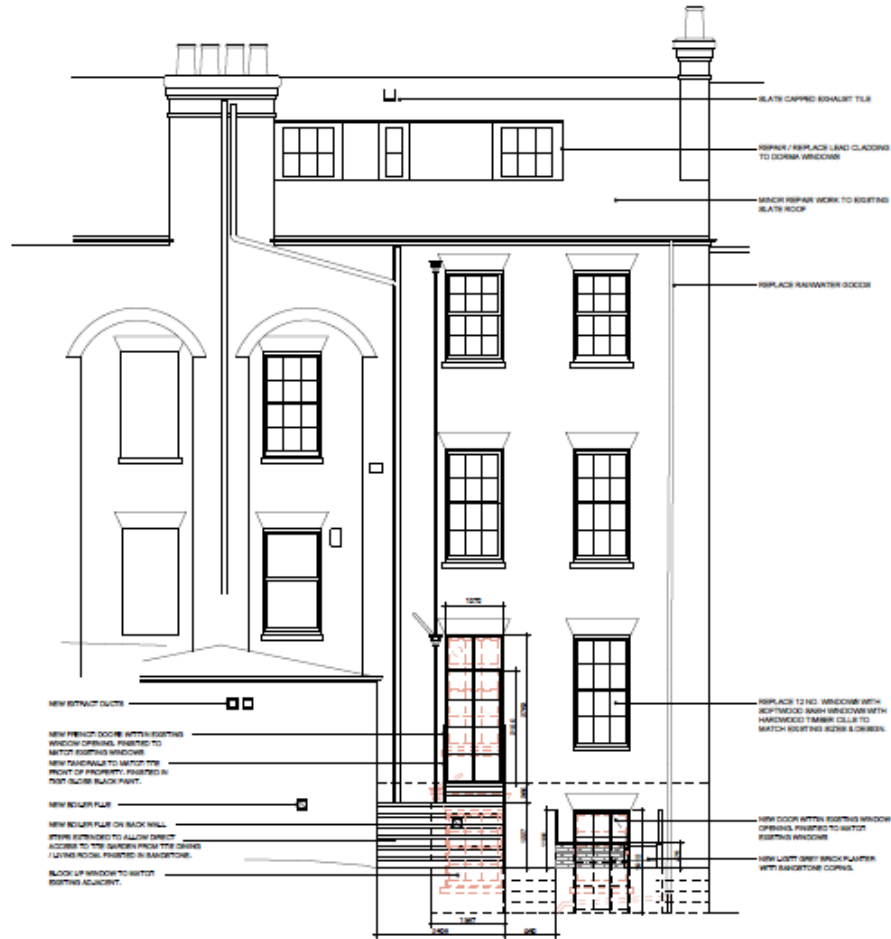 SLATE CAPPED EXHAUST TILE
REPAIR / REPLACE LEAD CLADDING
TO DORMA WINDOWS
MINOR REPAIR WORK TO EXISTING
SLATE ROOF
REPLACE RAINWATER GOODS
1270
NEW EXTRACT DUCTS
REPLACE 12 NO. WINDOWS WITH
SOFTWOOD SASH WINDOWS WITH
HARDWOOD TIMBER CILLS TO
MATCH EXISTING SIZES & DESIGN.
NEW FRENCH DOORS WITHIN EXISTING
WINDOW OPENING, FINISHED TO
MATCH EXISTING WINDOWS
NEW HANDRAILS TO MATCH THE
FRONT OF PROPERTY. FINISHED IN
HIGH GLOSS BLACK PAINT.
NEW BOILER FLUE
NEW BOILER FLUE ON BACK WALL
STEPS EXTENDED TO ALLOW DIRECT
ACCESS TO THE GARDEN FROM THE DINING
/ LIVING ROOM. FINISHED IN SANDSTONE.
BLOCK UP WINDOW TO MATCH
EXISTING ADJACENT.
NEW DOOR WITHIN EXISTING WINDOW
OPENING. FINISHED TO MATCH
EXISTING WINDOWS
NEW LIGHT GREY BRICK PLANTER
WITH SANDSTONE COPING.